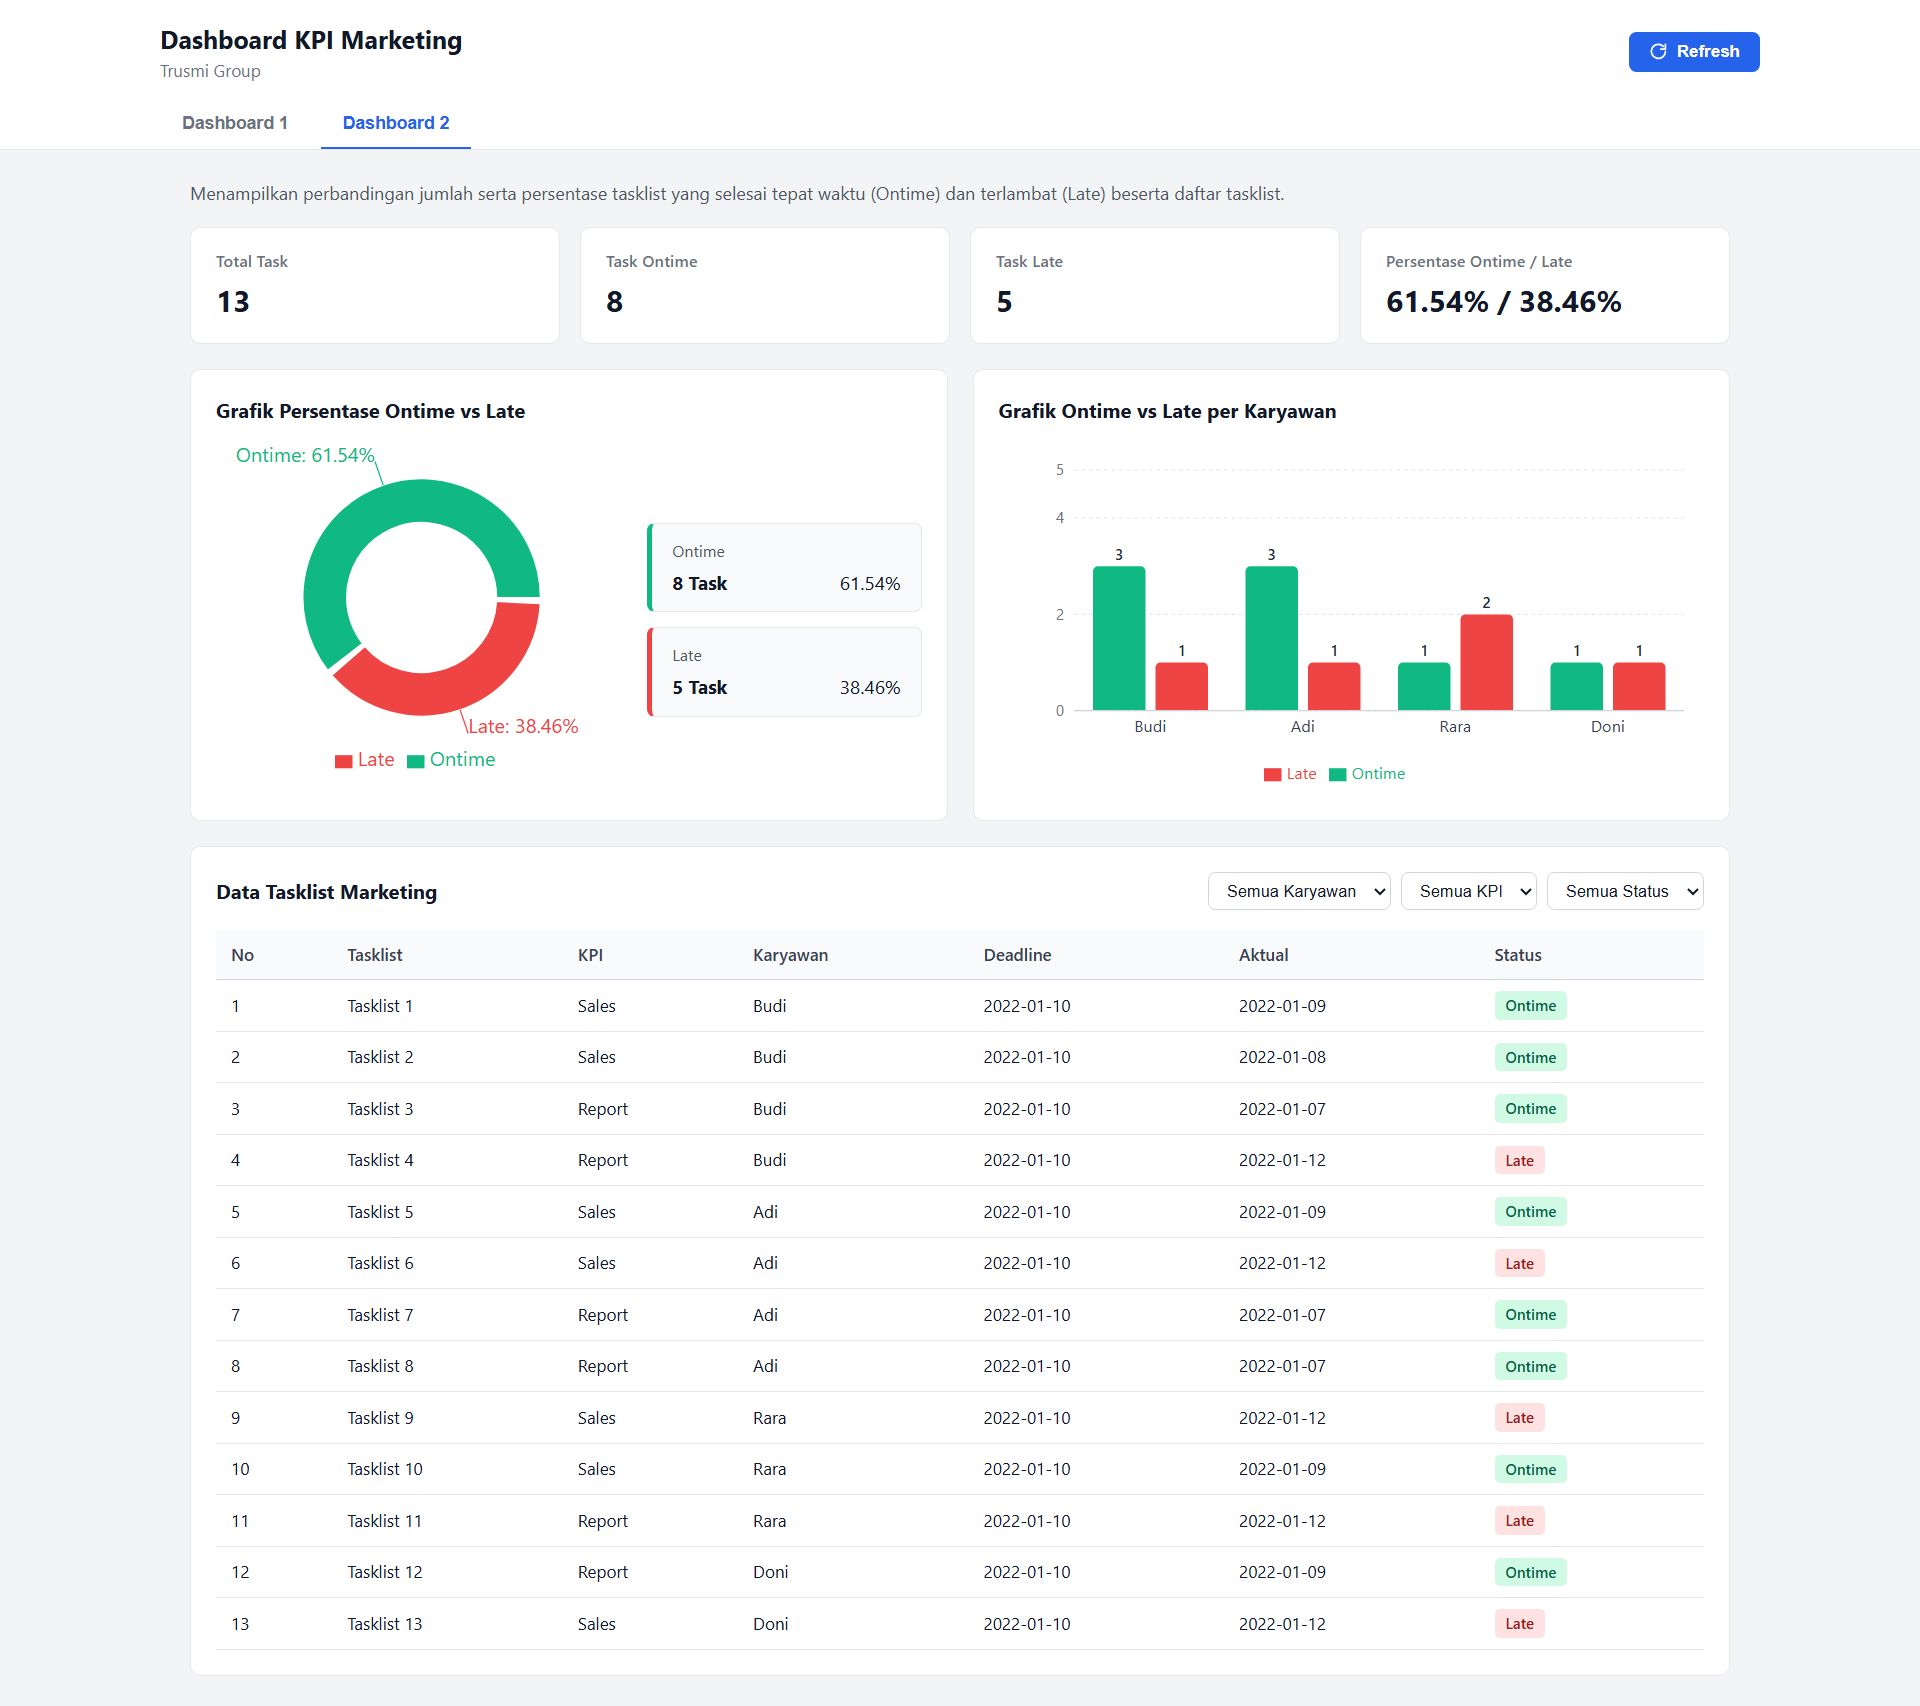 Dashboard KPI Marketing
Trusmi Group
Refresh
Dashboard 1
Dashboard 2
Menampilkan perbandingan jumlah serta persentase tasklist yang selesai tepat waktu (Ontime) dan terlambat (Late) beserta daftar tasklist.
Total Task
13
Task Ontime
8
Task Late
5
Persentase Ontime / Late
61.54% / 38.46%
Grafik Persentase Ontime vs Late
Ontime: 61.54%
Late: 38.46%
Late Ontime
Ontime
8 Task 61.54%
Late
5 Task 38.46%
Grafik Ontime vs Late per Karyawan
5
4
2
0
3 1 3 1 1 2 1 1
Budi Adi Rara Doni
Late Ontime
Data Tasklist Marketing
Semua Karyawan Semua KPI Semua Status
No Tasklist KPI Karyawan Deadline Aktual Status
1 Tasklist 1 Sales Budi 2022-01-10 2022-01-09 Ontime
2 Tasklist 2 Sales Budi 2022-01-10 2022-01-08 Ontime
3 Tasklist 3 Report Budi 2022-01-10 2022-01-07 Ontime
4 Tasklist 4 Report Budi 2022-01-10 2022-01-12 Late
5 Tasklist 5 Sales Adi 2022-01-10 2022-01-09 Ontime
6 Tasklist 6 Sales Adi 2022-01-10 2022-01-12 Late
7 Tasklist 7 Report Adi 2022-01-10 2022-01-07 Ontime
8 Tasklist 8 Report Adi 2022-01-10 2022-01-07 Ontime
9 Tasklist 9 Sales Rara 2022-01-10 2022-01-12 Late
10 Tasklist 10 Sales Rara 2022-01-10 2022-01-09 Ontime
11 Tasklist 11 Report Rara 2022-01-10 2022-01-12 Late
12 Tasklist 12 Report Doni 2022-01-10 2022-01-09 Ontime
13 Tasklist 13 Sales Doni 2022-01-10 2022-01-12 Late